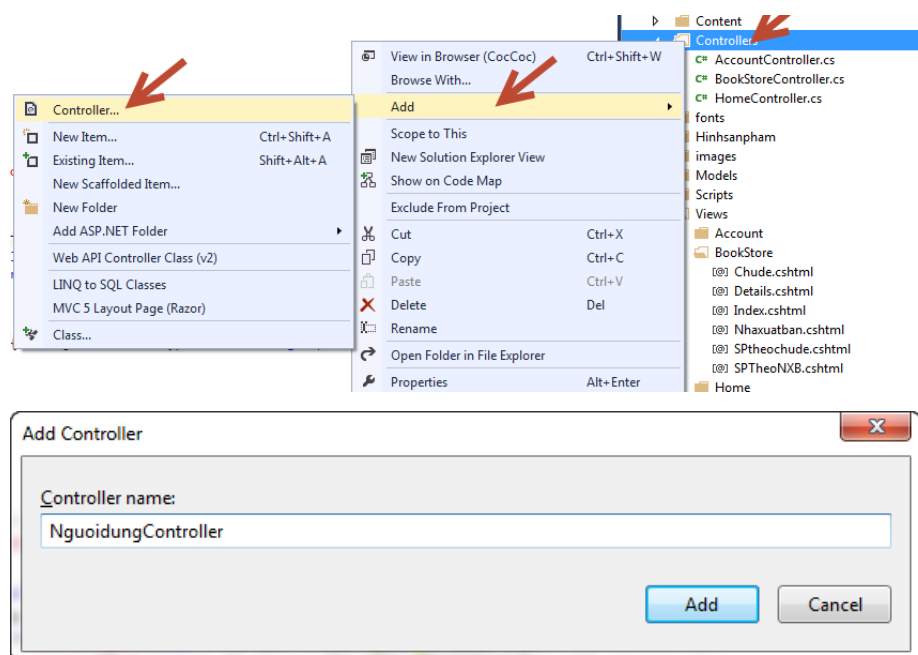 Controller...
New Item... Ctrl+Shift+A
Existing Item... Shift+Alt+A
New Scaffolded Item...
New Folder
Add ASP.NET Folder
Web API Controller Class (v2)
LINQ to SQL Classes
MVC 5 Layout Page (Razor)
Class...
View in Browser (CocCoc) Ctrl+Shift+W
Browse With...
Add
Scope to This
New Solution Explorer View
Show on Code Map
Exclude From Project
Cut Ctrl+X
Copy Ctrl+C
Paste Ctrl+V
Delete Del
Rename
Open Folder in File Explorer
Properties Alt+Enter
Content
Controllers
C# AccountController.cs
C# BookStoreController.cs
C# HomeController.cs
fonts
Hinhsanpham
images
Models
Scripts
Views
Account
BookStore
[@] Chude.cshtml
[@] Details.cshtml
[@] Index.cshtml
[@] Nhaxuatban.cshtml
[@] SPtheochude.cshtml
[@] SPTheoNXB.cshtml
Home
Add Controller
Controller name:
NguoidungController
Add Cancel